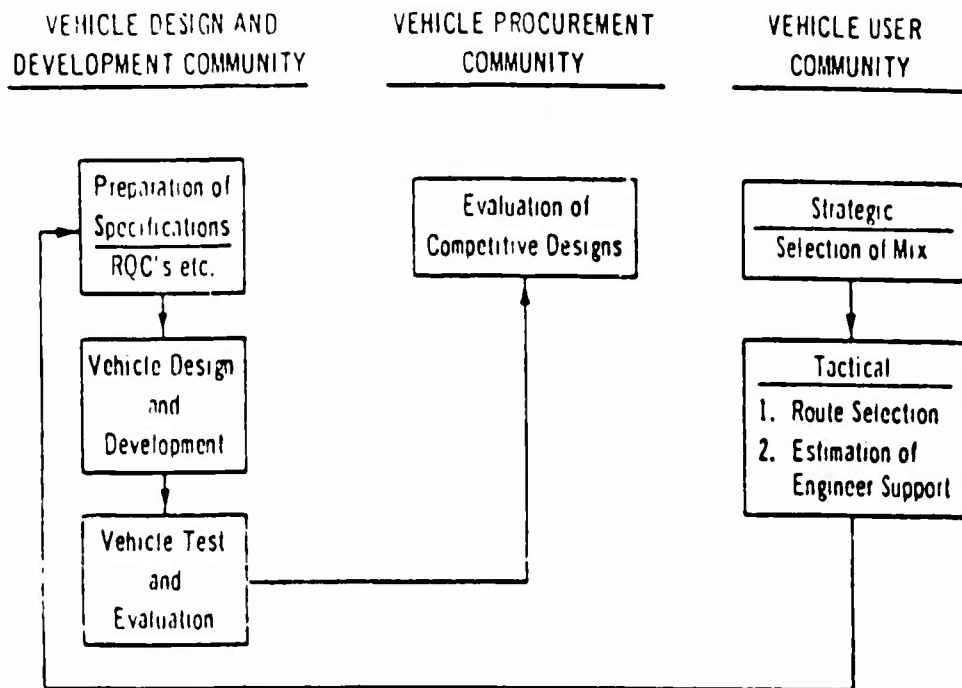 VEHICLE DESIGN AND
DEVELOPMENT COMMUNITY
VEHICLE PROCUREMENT
COMMUNITY
VEHICLE USER
COMMUNITY
Preparation of
Specifications
RQC's etc.
Vehicle Design
and
Development
Vehicle Test
and
Evaluation
Evaluation of
Competitive Designs
Strategic
Selection of Mix
Tactical
1. Route Selection
2. Estimation of
Engineer Support